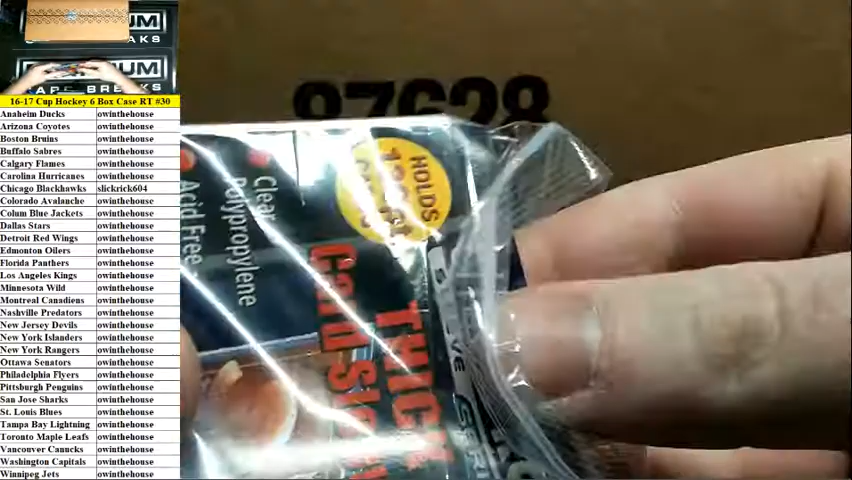 16-17 Cup Hockey 6 Box Case RT #30
Anaheim Ducks owinthehouse
Arizona Coyotes owinthehouse
Boston Bruins owinthehouse
Buffalo Sabres owinthehouse
Calgary Flames owinthehouse
Carolina Hurricanes owinthehouse
Chicago Blackhawks slickrick604
Colorado Avalanche owinthehouse
Colum Blue Jackets owinthehouse
Dallas Stars owinthehouse
Detroit Red Wings owinthehouse
Edmonton Oilers owinthehouse
Florida Panthers owinthehouse
Los Angeles Kings owinthehouse
Minnesota Wild owinthehouse
Montreal Canadiens owinthehouse
Nashville Predators owinthehouse
New Jersey Devils owinthehouse
New York Islanders owinthehouse
New York Rangers owinthehouse
Ottawa Senators owinthehouse
Philadelphia Flyers owinthehouse
Pittsburgh Penguins owinthehouse
San Jose Sharks owinthehouse
St. Louis Blues owinthehouse
Tampa Bay Lightning owinthehouse
Toronto Maple Leafs owinthehouse
Vancouver Canucks owinthehouse
Washington Capitals owinthehouse
Winnipeg Jets owinthehouse
97628
HOLDS
THICK
Card
Clear
Polypropylene
Acid Free